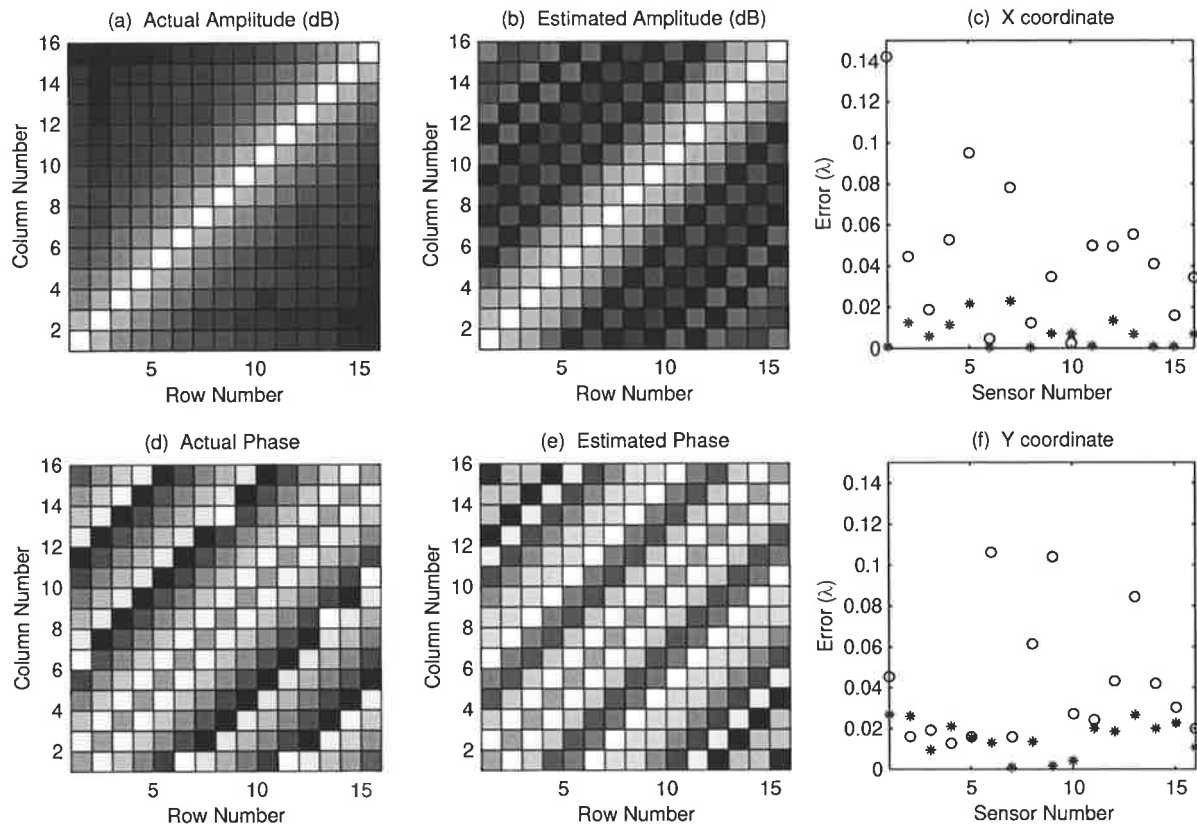 (a) Actual Amplitude (dB)
16
14
12
10
8
6
4
2
Column Number
5 10 15
Row Number
(b) Estimated Amplitude (dB)
16
14
12
10
8
6
4
2
Column Number
5 10 15
Row Number
(c) X coordinate
0.14
0.12
0.1
0.08
0.06
0.04
0.02
0
Error (λ)
5 10 15
Sensor Number
(d) Actual Phase
16
14
12
10
8
6
4
2
Column Number
5 10 15
Row Number
(e) Estimated Phase
16
14
12
10
8
6
4
2
Column Number
5 10 15
Row Number
(f) Y coordinate
0.14
0.12
0.1
0.08
0.06
0.04
0.02
0
Error (λ)
5 10 15
Sensor Number